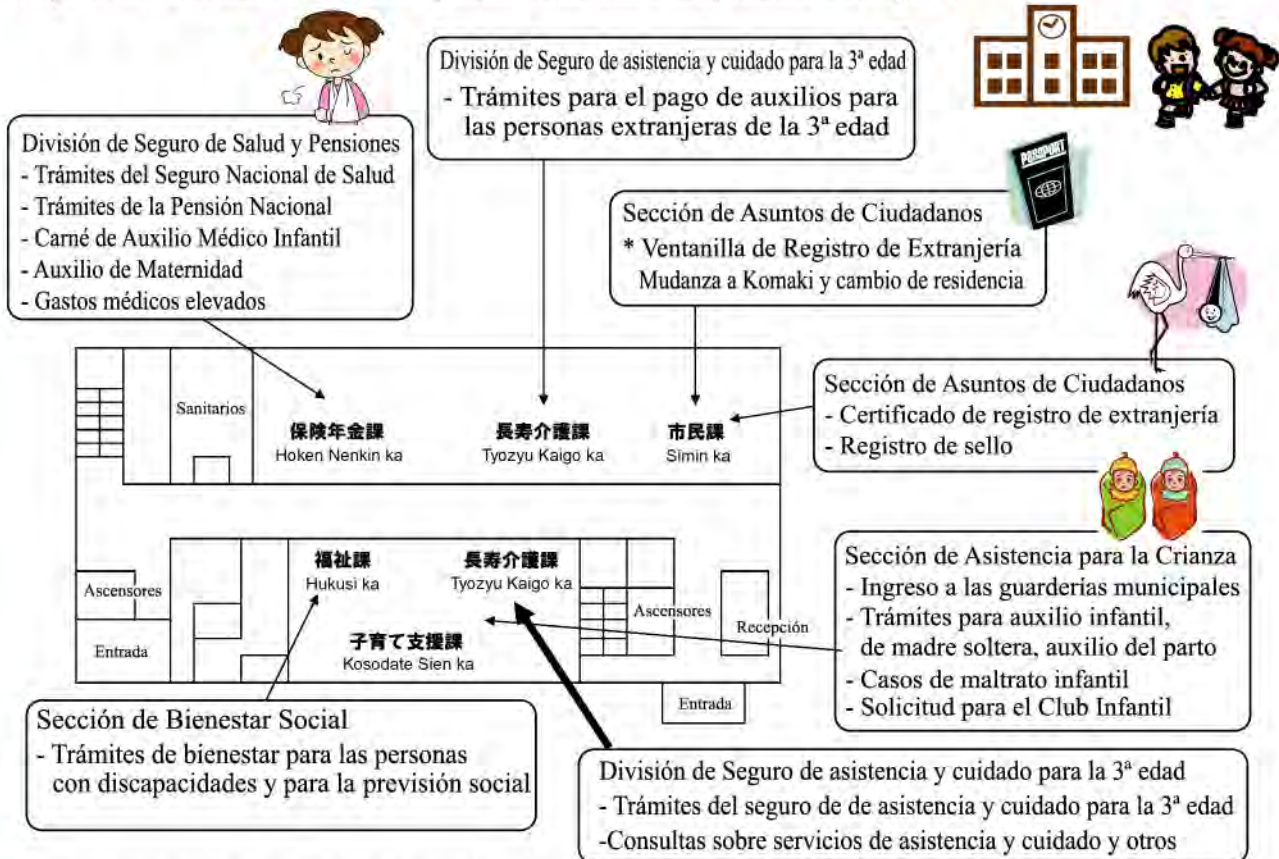 División de Seguro de asistencia y cuidado para la 3ª edad
- Trámites para el pago de auxilios para
las personas extranjeras de la 3ª edad
División de Seguro de Salud y Pensiones
- Trámites del Seguro Nacional de Salud
- Trámites de la Pensión Nacional
- Carné de Auxilio Médico Infantil
- Auxilio de Maternidad
- Gastos médicos elevados
PASSPORT
Sección de Asuntos de Ciudadanos
* Ventanilla de Registro de Extranjería
Mudanza a Komaki y cambio de residencia
Sección de Asuntos de Ciudadanos
- Certificado de registro de extranjería
- Registro de sello
Sanitarios
保険年金課
Hoken Nenkin ka
長寿介護課
Tyozyu Kaigo ka
市民課
Simin ka
福祉課
Hukusi ka
長寿介護課
Tyozyu Kaigo ka
子育て支援課
Kosodate Sien ka
Ascensores
Entrada
Ascensores
Recepción
Entrada
Sección de Asistencia para la Crianza
- Ingreso a las guarderías municipales
- Trámites para auxilio infantil,
de madre soltera, auxilio del parto
- Casos de maltrato infantil
- Solicitud para el Club Infantil
Sección de Bienestar Social
- Trámites de bienestar para las personas
con discapacidades y para la previsión social
División de Seguro de asistencia y cuidado para la 3ª edad
- Trámites del seguro de de asistencia y cuidado para la 3ª edad
-Consultas sobre servicios de asistencia y cuidado y otros